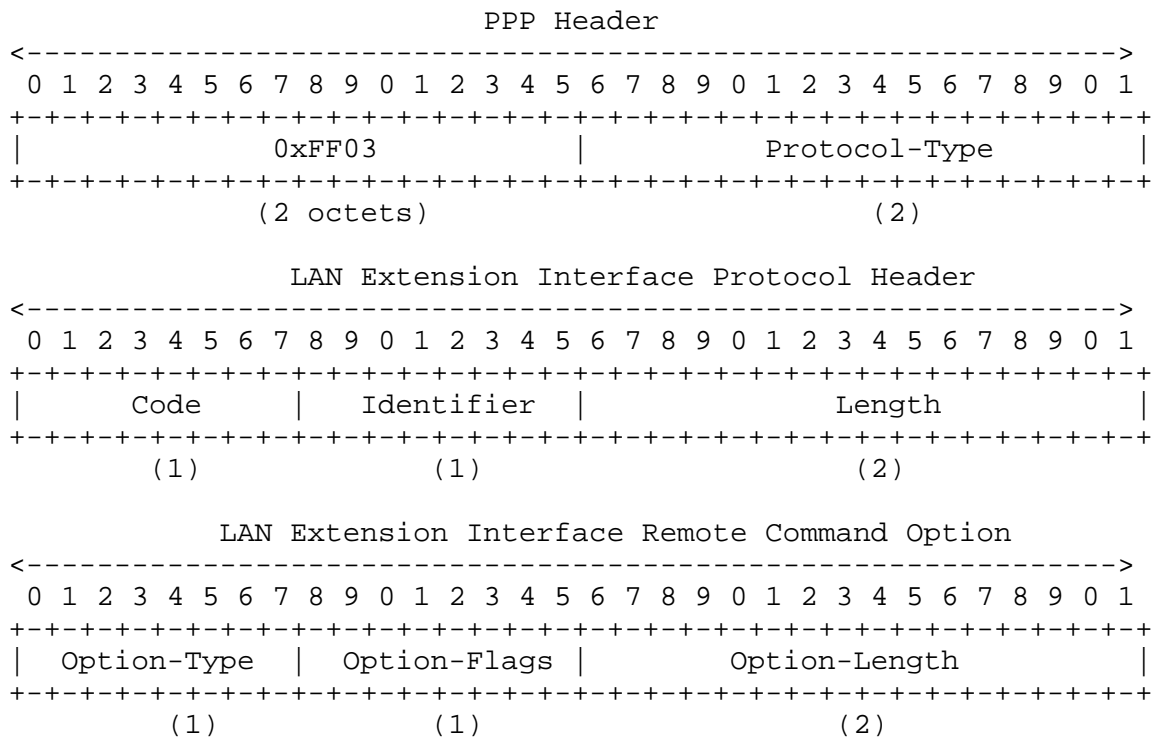 PPP Header
<-------------------------------------------------------------->
 0 1 2 3 4 5 6 7 8 9 0 1 2 3 4 5 6 7 8 9 0 1 2 3 4 5 6 7 8 9 0 1
+-+-+-+-+-+-+-+-+-+-+-+-+-+-+-+-+-+-+-+-+-+-+-+-+-+-+-+-+-+-+-+-+
|              0xFF03           |          Protocol-Type        |
+-+-+-+-+-+-+-+-+-+-+-+-+-+-+-+-+-+-+-+-+-+-+-+-+-+-+-+-+-+-+-+-+
              (2 octets)                         (2)
                LAN Extension Interface Protocol Header
<-------------------------------------------------------------->
 0 1 2 3 4 5 6 7 8 9 0 1 2 3 4 5 6 7 8 9 0 1 2 3 4 5 6 7 8 9 0 1
+-+-+-+-+-+-+-+-+-+-+-+-+-+-+-+-+-+-+-+-+-+-+-+-+-+-+-+-+-+-+-+-+
|      Code     |   Identifier  |              Length           |
+-+-+-+-+-+-+-+-+-+-+-+-+-+-+-+-+-+-+-+-+-+-+-+-+-+-+-+-+-+-+-+-+
        (1)             (1)                     (2)
            LAN Extension Interface Remote Command Option
<-------------------------------------------------------------->
 0 1 2 3 4 5 6 7 8 9 0 1 2 3 4 5 6 7 8 9 0 1 2 3 4 5 6 7 8 9 0 1
+-+-+-+-+-+-+-+-+-+-+-+-+-+-+-+-+-+-+-+-+-+-+-+-+-+-+-+-+-+-+-+-+
|  Option-Type  |  Option-Flags |        Option-Length          |
+-+-+-+-+-+-+-+-+-+-+-+-+-+-+-+-+-+-+-+-+-+-+-+-+-+-+-+-+-+-+-+-+
         (1)            (1)                    (2)